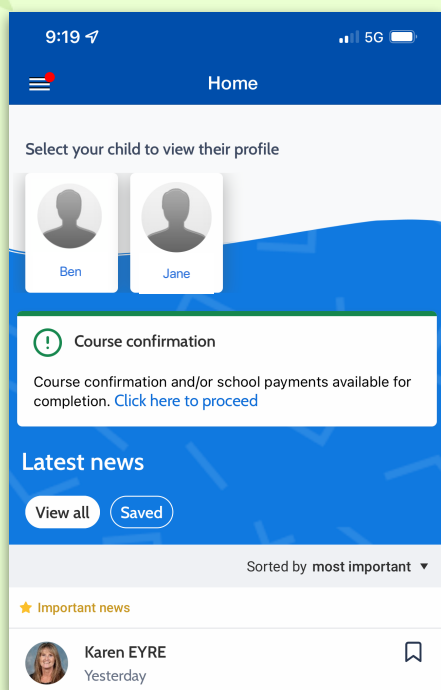 9:19 5G
Home
Select your child to view their profile
Ben Jane
Course confirmation
Course confirmation and/or school payments available for
completion. Click here to proceed
Latest news
View all Saved
Sorted by most important
Important news
Karen EYRE
Yesterday